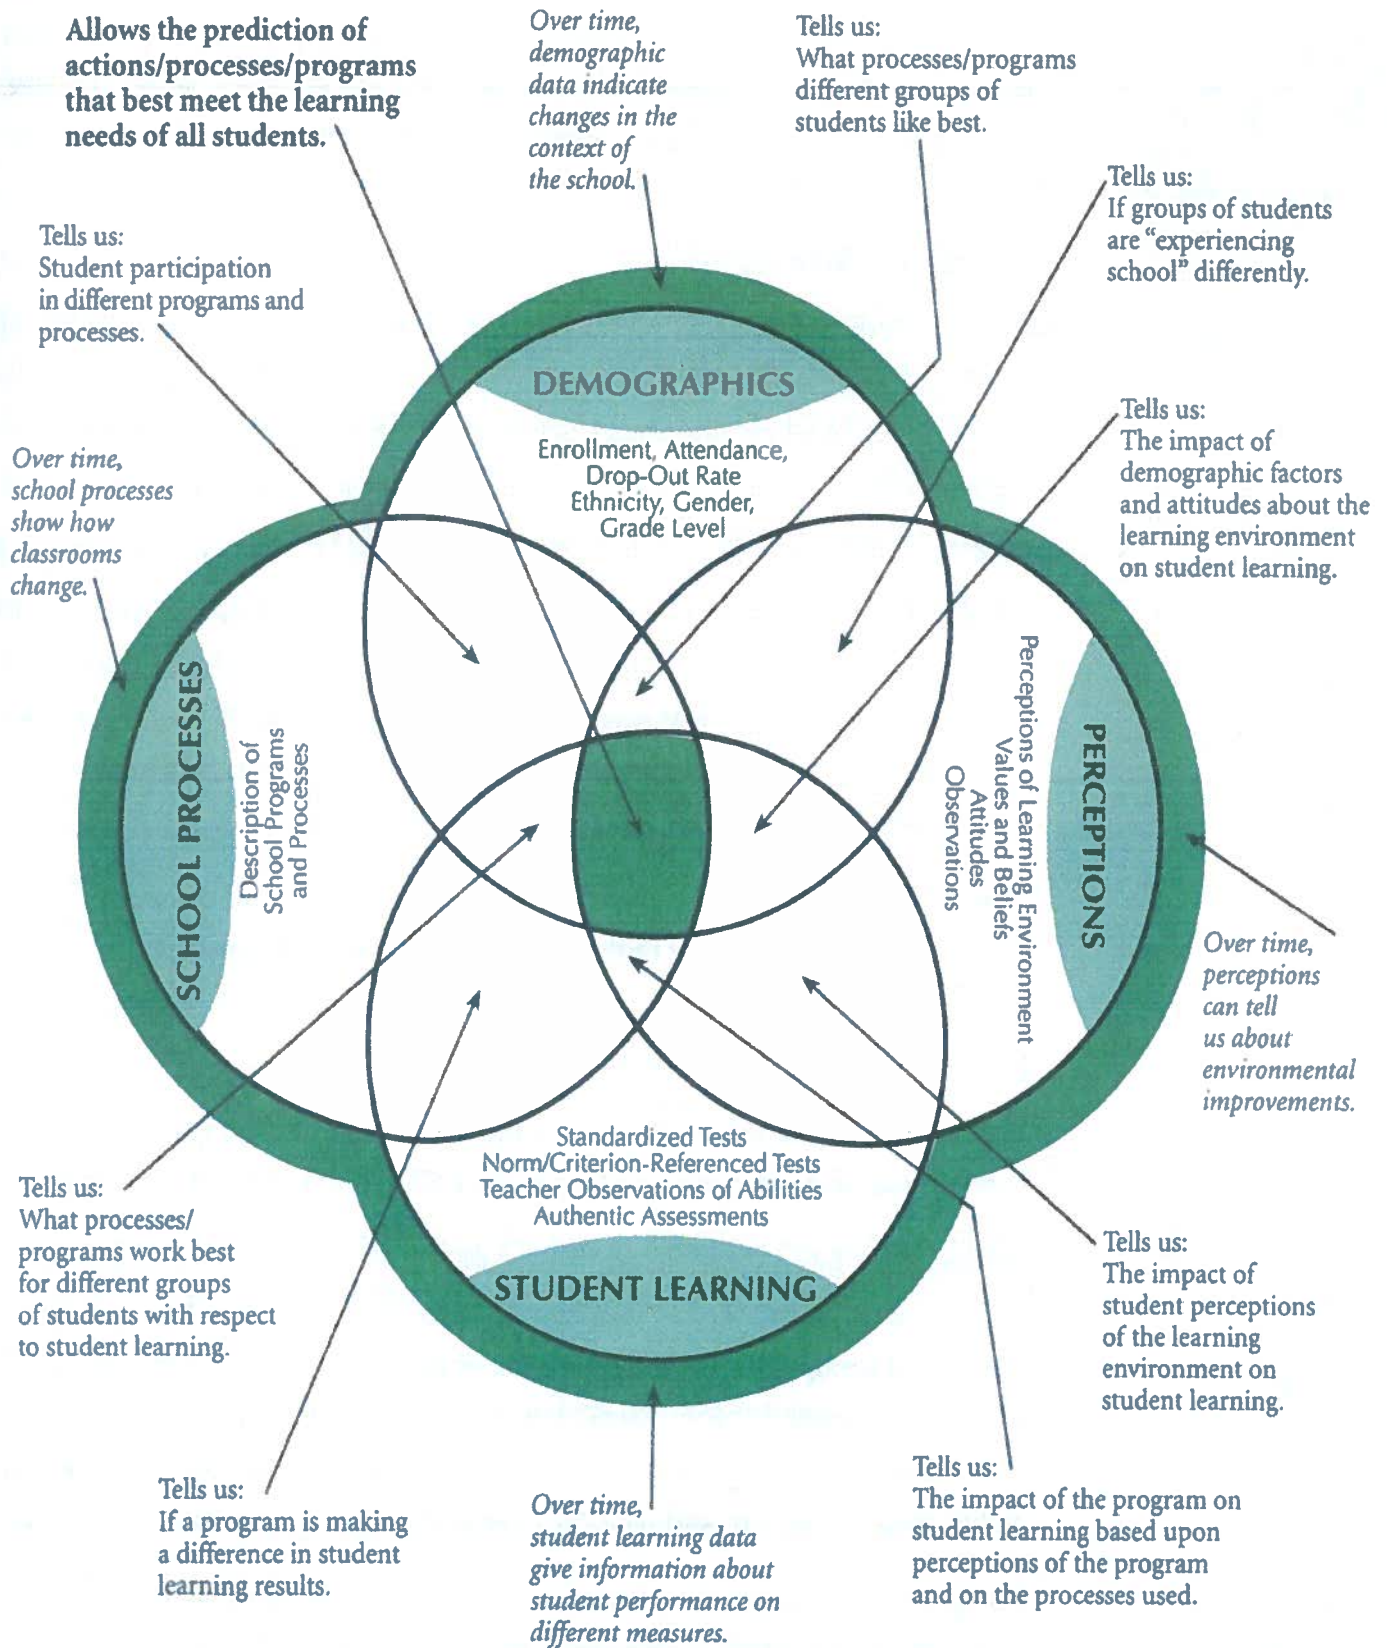 Allows the prediction of
actions/processes/programs
that best meet the learning
needs of all students.
Over time,
demographic
data indicate
changes in the
context of
the school.
Tells us:
What processes/programs
different groups of
students like best.
Tells us:
If groups of students
are “experiencing
school” differently.
Tells us:
Student participation
in different programs and
processes.
DEMOGRAPHICS
Enrollment, Attendance,
Drop-Out Rate
Ethnicity, Gender,
Grade Level
Tells us:
The impact of
demographic factors
and attitudes about the
learning environment
on student learning.
Over time,
school processes
show how
classrooms
change.
SCHOOL PROCESSES
Description of
School Programs
and Processes
PERCEPTIONS
Perceptions of Learning Environment
Values and Beliefs
Attitudes
Observations
Over time,
perceptions
can tell
us about
environmental
improvements.
Standardized Tests
Norm/Criterion-Referenced Tests
Teacher Observations of Abilities
Authentic Assessments
STUDENT LEARNING
Tells us:
What processes/
programs work best
for different groups
of students with respect
to student learning.
Tells us:
The impact of
student perceptions
of the learning
environment on
student learning.
Tells us:
If a program is making
a difference in student
learning results.
Over time,
student learning data
give information about
student performance on
different measures.
Tells us:
The impact of the program on
student learning based upon
perceptions of the program
and on the processes used.